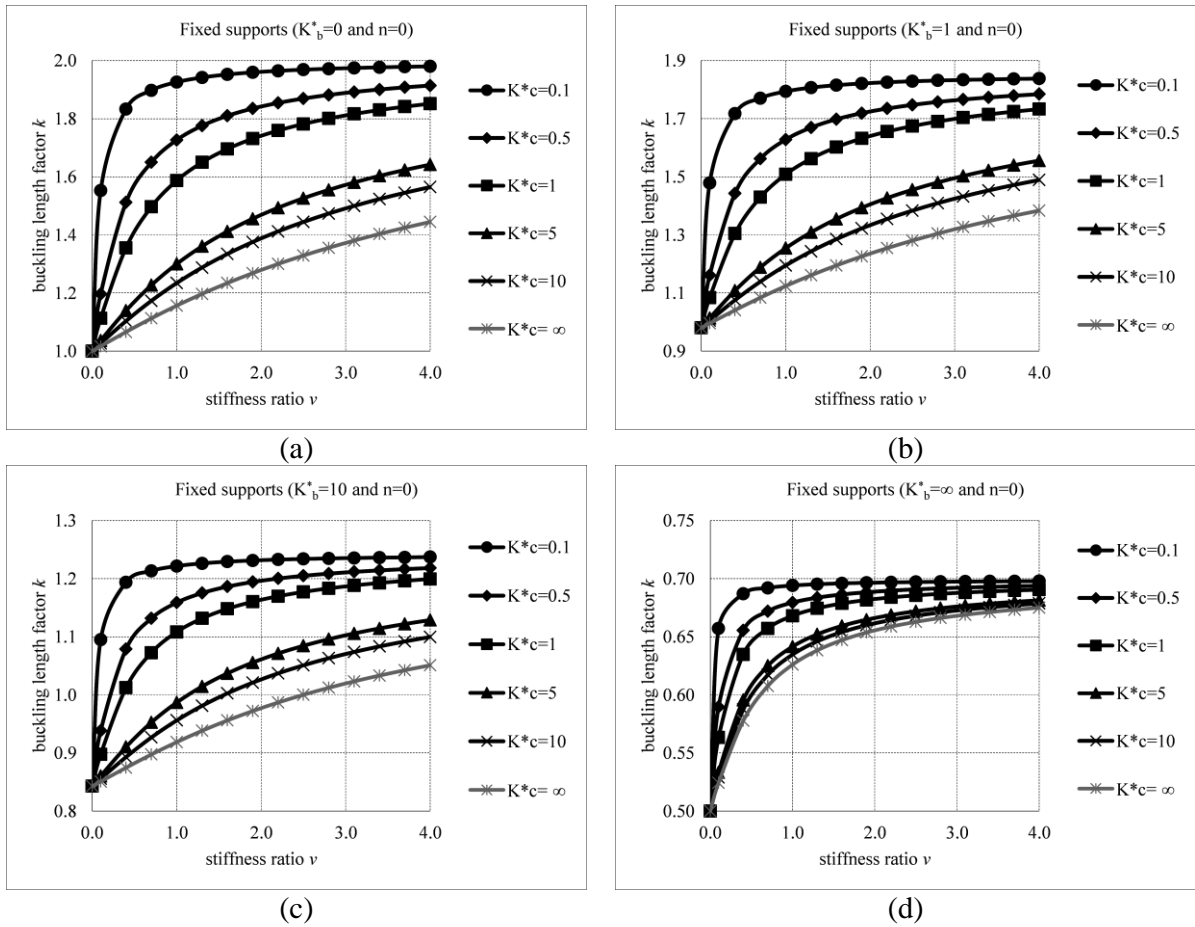 Fixed supports (K*b=0 and n=0)
buckling length factor k
2.0
1.8
1.6
1.4
1.2
1.0
0.0 1.0 2.0 3.0 4.0
stiffness ratio v
K*c=0.1
K*c=0.5
K*c=1
K*c=5
K*c=10
K*c= ∞
(a)
Fixed supports (K*b=1 and n=0)
buckling length factor k
1.9
1.7
1.5
1.3
1.1
0.9
0.0 1.0 2.0 3.0 4.0
stiffness ratio v
K*c=0.1
K*c=0.5
K*c=1
K*c=5
K*c=10
K*c= ∞
(b)
Fixed supports (K*b=10 and n=0)
buckling length factor k
1.3
1.2
1.1
1.0
0.9
0.8
0.0 1.0 2.0 3.0 4.0
stiffness ratio v
K*c=0.1
K*c=0.5
K*c=1
K*c=5
K*c=10
K*c= ∞
(c)
Fixed supports (K*b=∞ and n=0)
buckling length factor k
0.75
0.70
0.65
0.60
0.55
0.50
0.0 1.0 2.0 3.0 4.0
stiffness ratio v
K*c=0.1
K*c=0.5
K*c=1
K*c=5
K*c=10
K*c= ∞
(d)